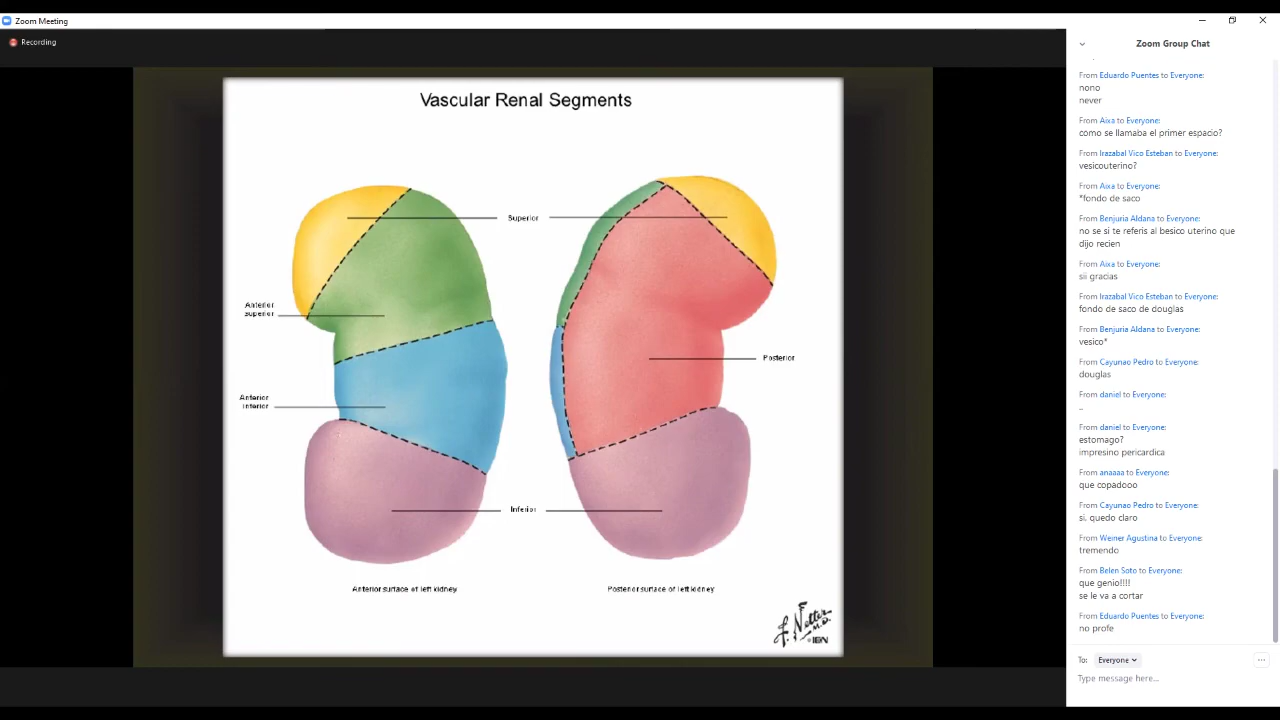 Zoom Meeting
Recording
Vascular Renal Segments
Superior
Anterior
superior
Posterior
Anterior
inferior
Inferior
Anterior surface of left kidney
Posterior surface of left kidney
F. Netter M.D.
Zoom Group Chat
From Eduardo Puentes to Everyone:
nono
never
From Aixa to Everyone:
como se llamaba el primer espacio?
From Irazabal Vico Esteban to Everyone:
vesicouterino?
From Aixa to Everyone:
*fondo de saco
From Benjuria Aldana to Everyone:
no se si te referis al besico uterino que
dijo recien
From Aixa to Everyone:
sii gracias
From Irazabal Vico Esteban to Everyone:
fondo de saco de douglas
From Benjuria Aldana to Everyone:
vesico*
From Cayunao Pedro to Everyone:
douglas
From daniel to Everyone:
..
From daniel to Everyone:
estomago?
impresino pericardica
From anaaaa to Everyone:
que copadooo
From Cayunao Pedro to Everyone:
si, quedo claro
From Weiner Agustina to Everyone:
tremendo
From Belen Soto to Everyone:
que genio!!!!
se le va a cortar
From Eduardo Puentes to Everyone:
no profe
To: Everyone
Type message here...